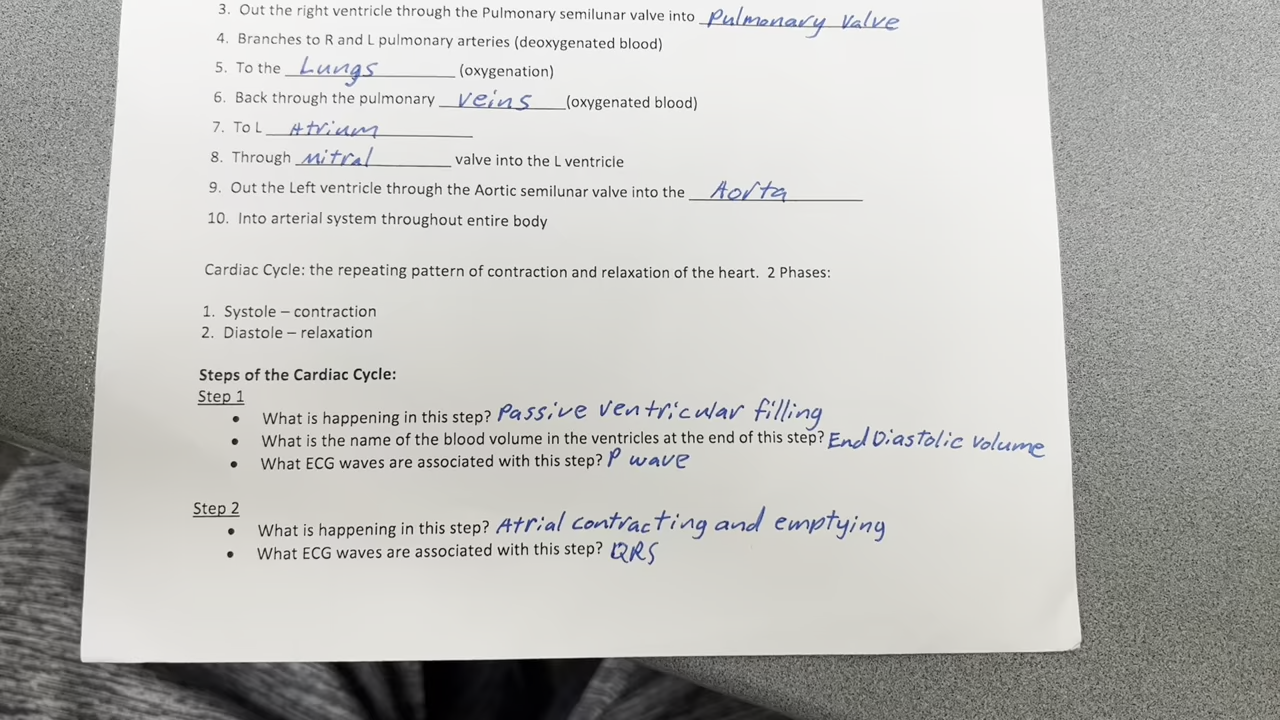 3. Out the right ventricle through the Pulmonary semilunar valve into Pulmonary Valve
4. Branches to R and L pulmonary arteries (deoxygenated blood)
5. To the Lungs (oxygenation)
6. Back through the pulmonary veins (oxygenated blood)
7. To L Atrium
8. Through Mitral valve into the L ventricle
9. Out the Left ventricle through the Aortic semilunar valve into the Aorta
10. Into arterial system throughout entire body
Cardiac Cycle: the repeating pattern of contraction and relaxation of the heart. 2 Phases:
1. Systole – contraction
2. Diastole – relaxation
Steps of the Cardiac Cycle:
Step 1
• What is happening in this step? Passive ventricular filling
• What is the name of the blood volume in the ventricles at the end of this step? End Diastolic volume
• What ECG waves are associated with this step? P wave
Step 2
• What is happening in this step? Atrial contracting and emptying
• What ECG waves are associated with this step? QRS